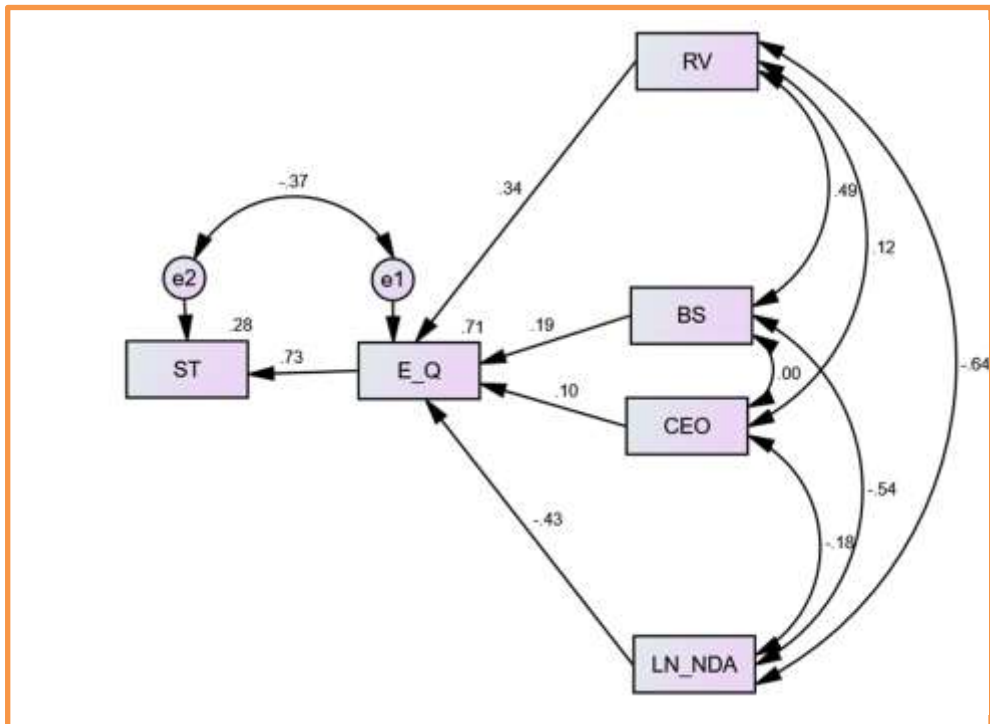 RV
-.37
.34
.49
.12
e2
e1
BS
.28
.71
.19
ST
.73
E_Q
.00
-.64
.10
CEO
-.43
-.54
-.18
LN_NDA